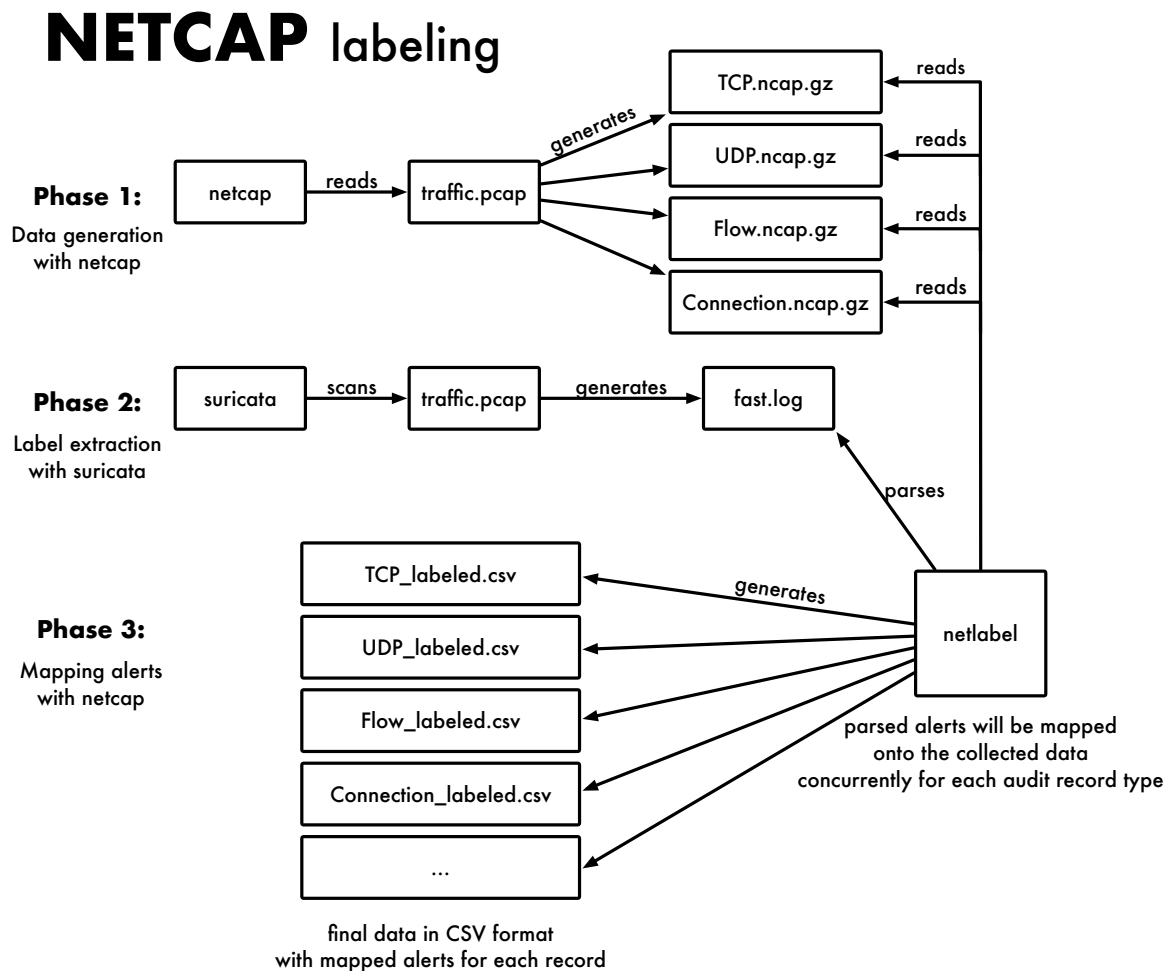 NETCAP labeling
TCP.ncap.gz
reads
generates
UDP.ncap.gz
reads
Phase 1:
Data generation
with netcap
netcap
reads
traffic.pcap
Flow.ncap.gz
reads
Connection.ncap.gz
reads
Phase 2:
Label extraction
with suricata
suricata
scans
traffic.pcap
generates
fast.log
parses
Phase 3:
Mapping alerts
with netcap
TCP_labeled.csv
generates
UDP_labeled.csv
netlabel
Flow_labeled.csv
parsed alerts will be mapped
onto the collected data
concurrently for each audit record type
Connection_labeled.csv
...
final data in CSV format
with mapped alerts for each record